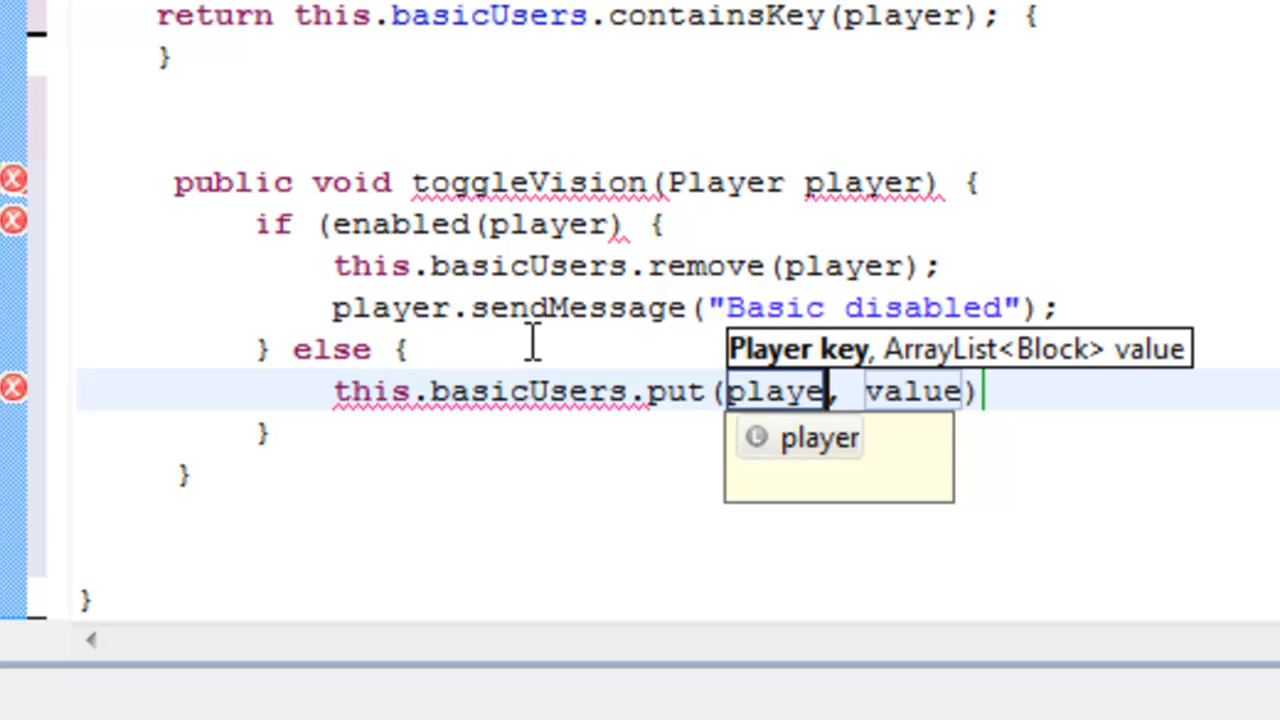 return this.basicUsers.containsKey(player); {
}
public void toggleVision(Player player) {
if (enabled(player) {
this.basicUsers.remove(player);
player.sendMessage("Basic disabled");
} else {
Player key, ArrayList<Block> value
this.basicUsers.put(playe, value)
player
}
}
}